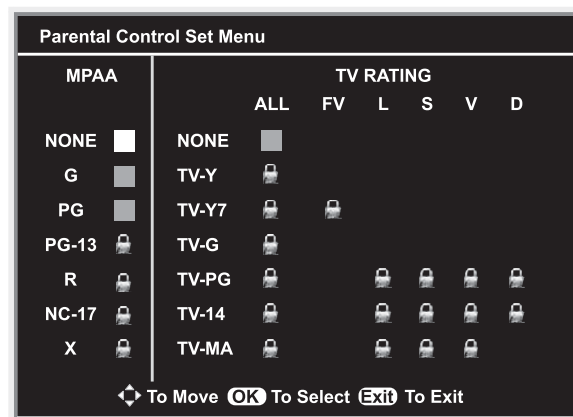 Parental Control Set Menu
MPAA TV RATING
ALL FV L S V D
NONE NONE
G TV-Y
PG TV-Y7
PG-13 TV-G
R TV-PG
NC-17 TV-14
X TV-MA
To Move OK To Select Exit To Exit